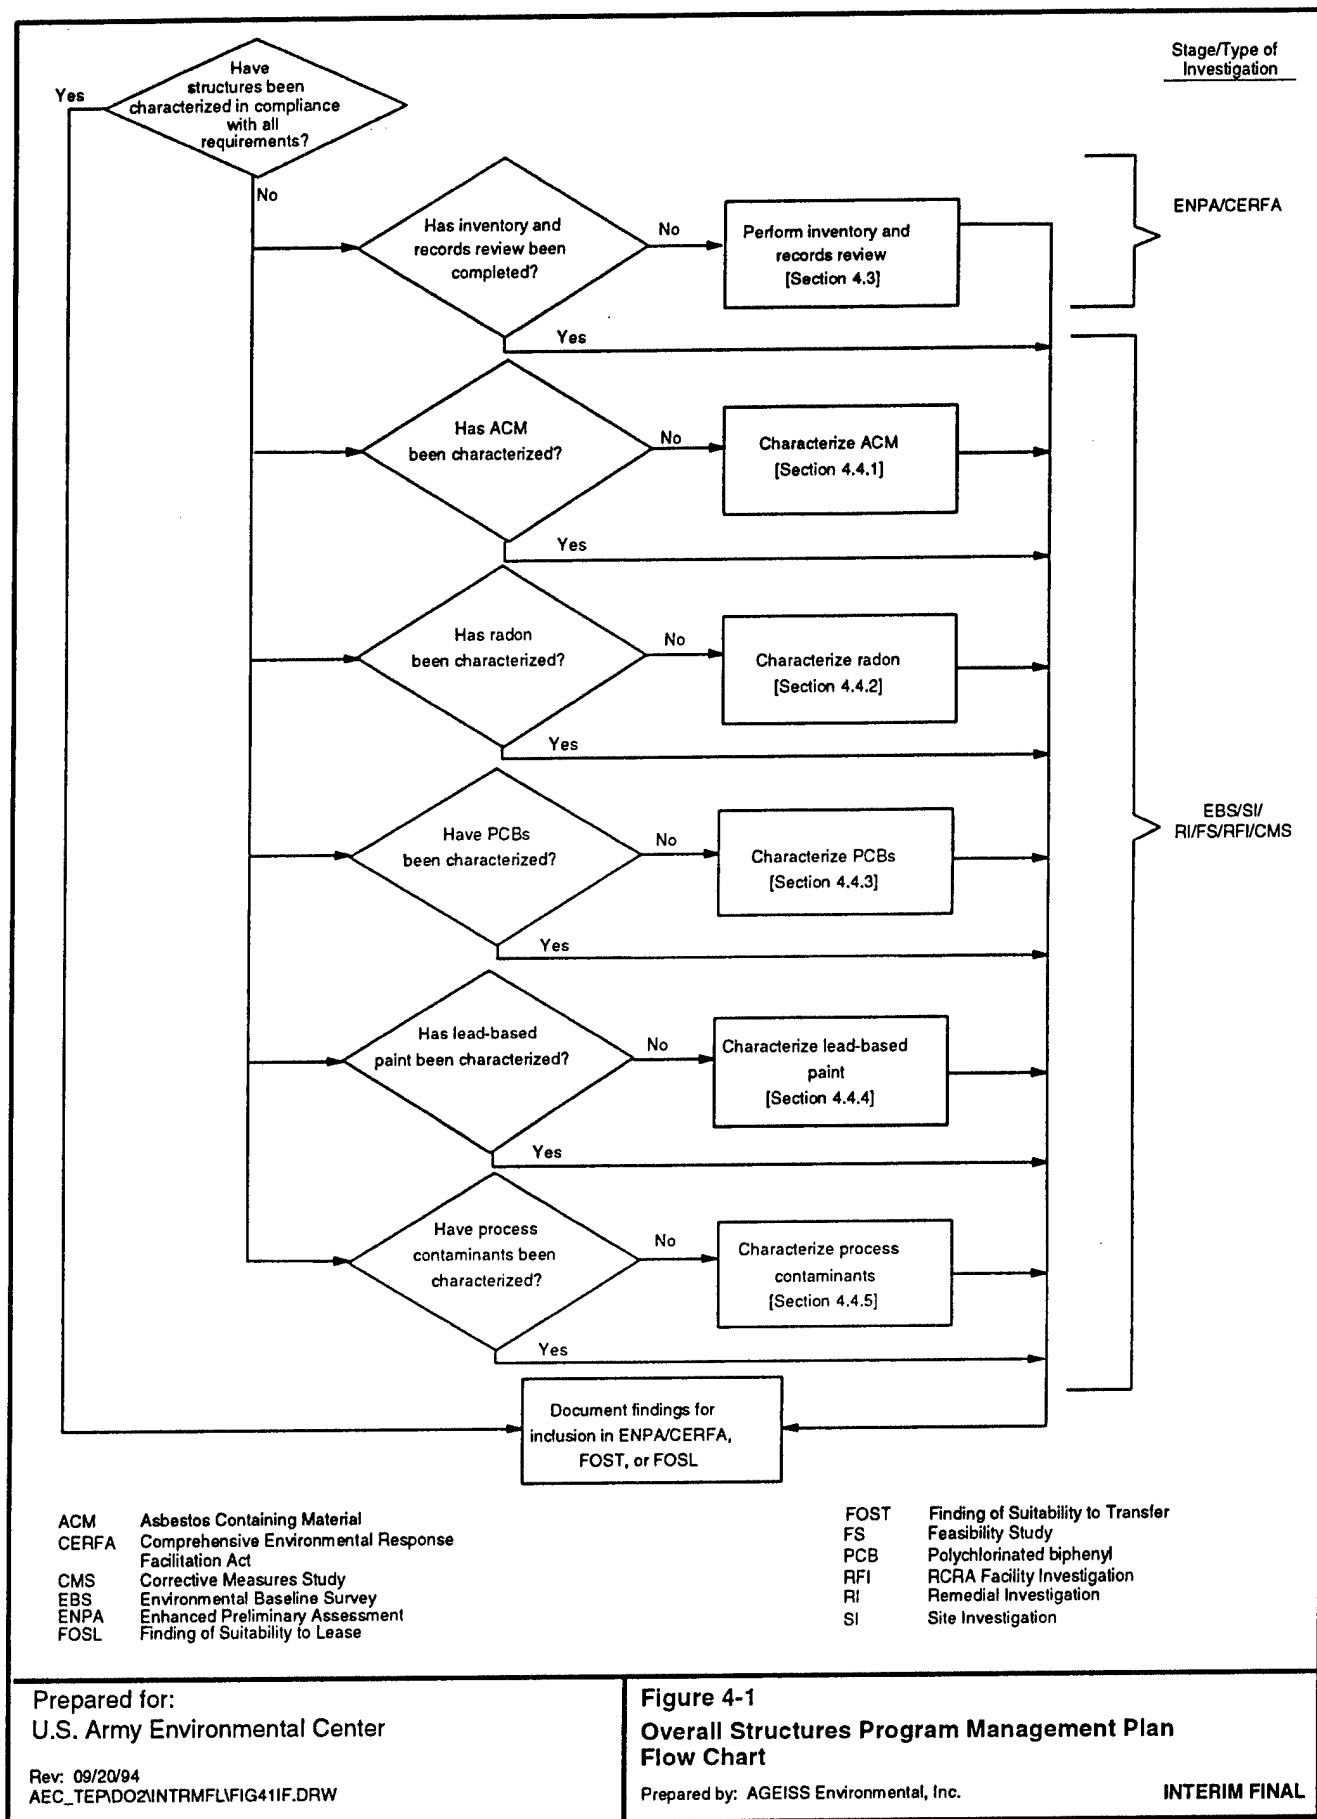 Stage/Type of
Investigation
Have
structures been
characterized in compliance
with all
requirements?
Yes
No
Has inventory and
records review been
completed?
No
Perform inventory and
records review
[Section 4.3]
ENPA/CERFA
Yes
Has ACM
been characterized?
No
Characterize ACM
[Section 4.4.1]
Yes
Has radon
been characterized?
No
Characterize radon
[Section 4.4.2]
Yes
Have PCBs
been characterized?
No
Characterize PCBs
[Section 4.4.3]
EBS/SI/
RI/FS/RFI/CMS
Yes
Has lead-based
paint been characterized?
No
Characterize lead-based
paint
[Section 4.4.4]
Yes
Have process
contaminants been
characterized?
No
Characterize process
contaminants
[Section 4.4.5]
Yes
Document findings for
inclusion in ENPA/CERFA,
FOST, or FOSL
ACM Asbestos Containing Material
CERFA Comprehensive Environmental Response
Facilitation Act
CMS Corrective Measures Study
EBS Environmental Baseline Survey
ENPA Enhanced Preliminary Assessment
FOSL Finding of Suitability to Lease
FOST Finding of Suitability to Transfer
FS Feasibility Study
PCB Polychlorinated biphenyl
RFI RCRA Facility Investigation
RI Remedial Investigation
SI Site Investigation
Prepared for:
U.S. Army Environmental Center
Rev: 09/20/94
AEC_TEP\DO2\INTRMFL\FIG41IF.DRW
Figure 4-1
Overall Structures Program Management Plan
Flow Chart
Prepared by: AGEISS Environmental, Inc.
INTERIM FINAL